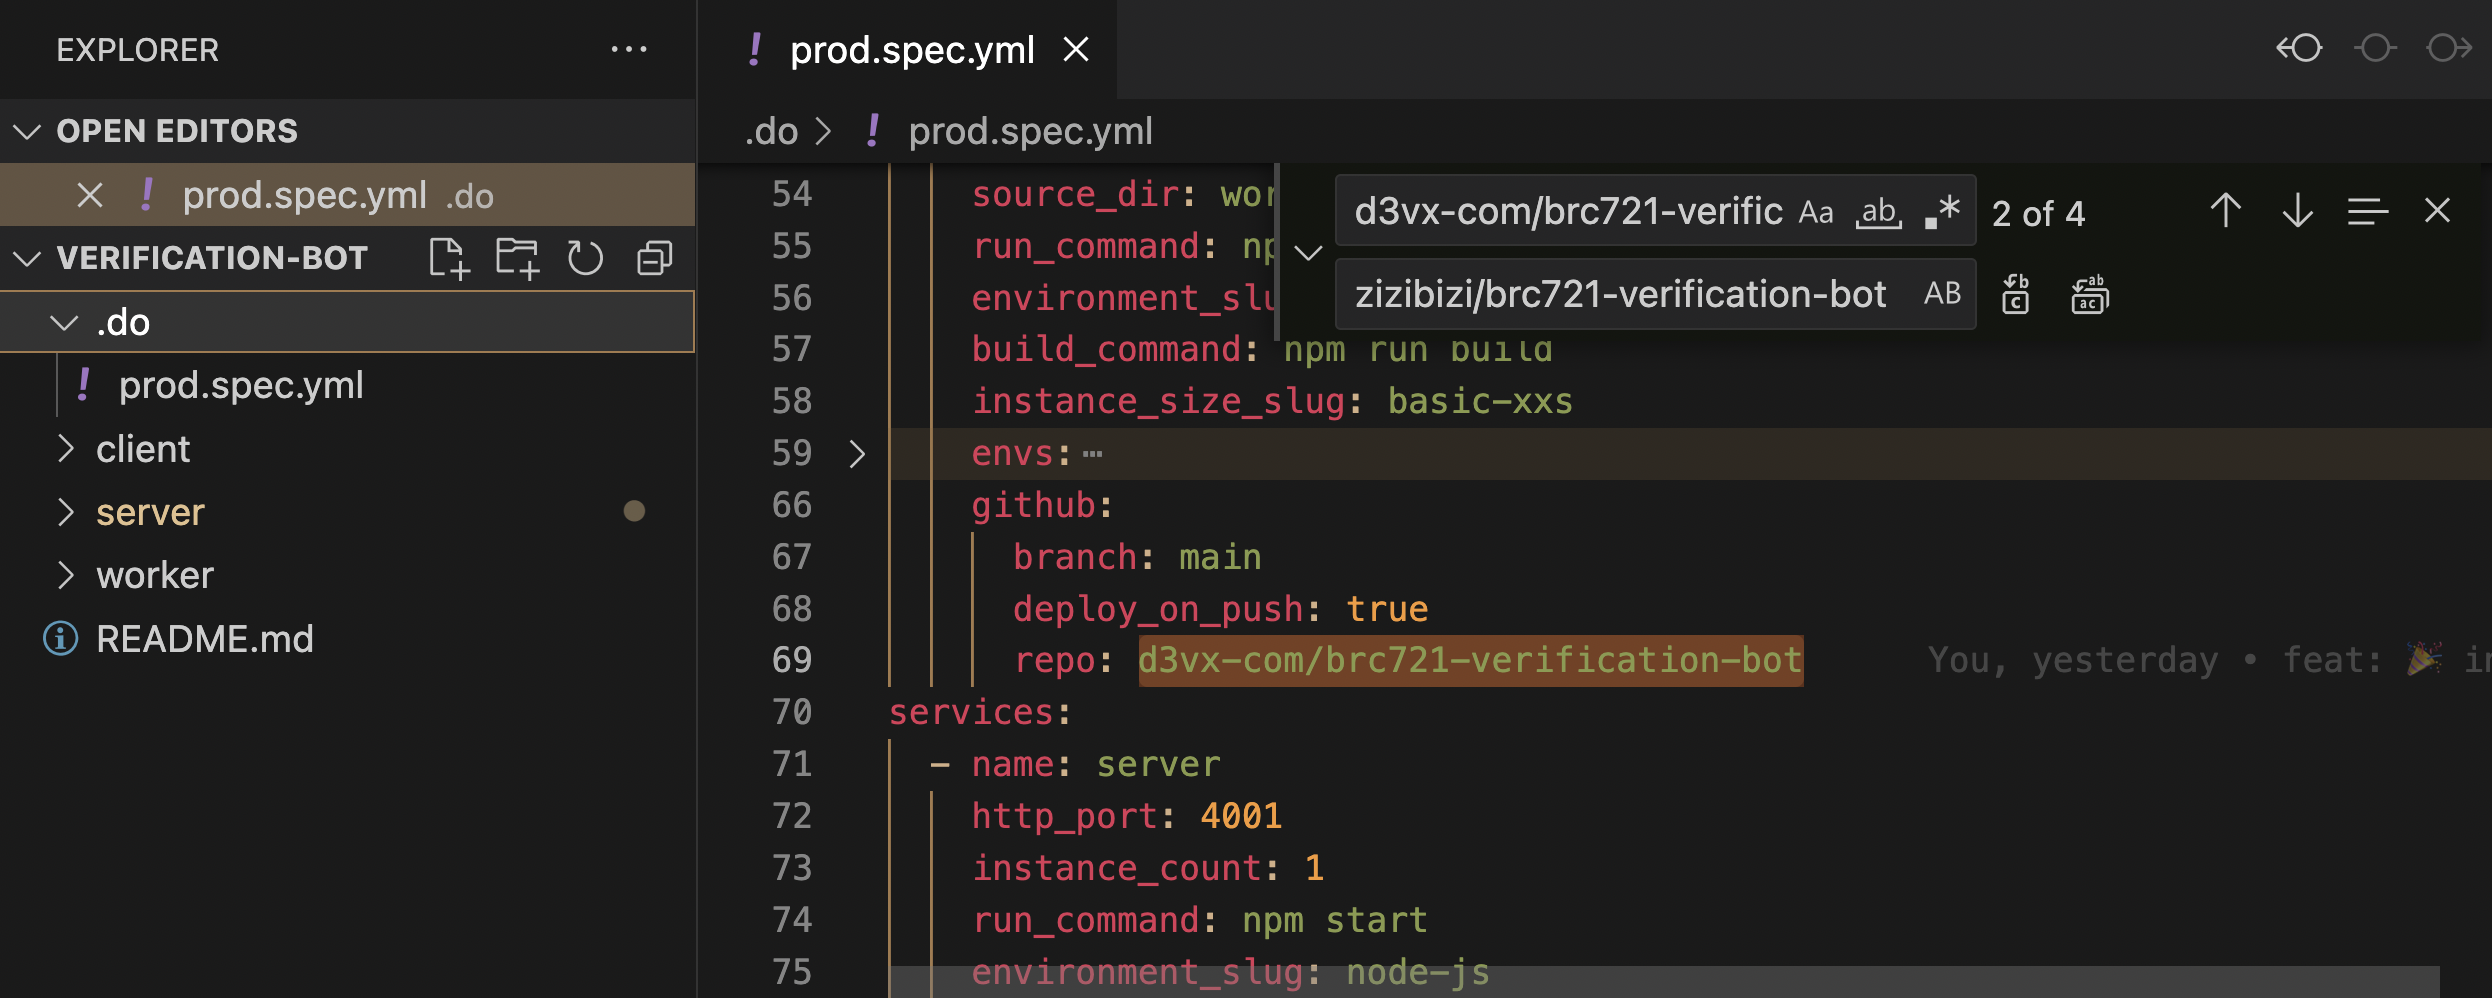 EXPLORER
OPEN EDITORS
prod.spec.yml .do
VERIFICATION-BOT
.do
prod.spec.yml
client
server
worker
README.md
prod.spec.yml
.do > prod.spec.yml
d3vx-com/brc721-verific Aa ab .* 2 of 4
zizibizi/brc721-verification-bot AB
54 source_dir: wor
55 run_command: np
56 environment_slu
57 build_command: npm run build
58 instance_size_slug: basic-xxs
59 envs:…
66 github:
67 branch: main
68 deploy_on_push: true
69 repo: d3vx-com/brc721-verification-bot You, yesterday • feat: 🎉 in
70 services:
71 - name: server
72 http_port: 4001
73 instance_count: 1
74 run_command: npm start
75 environment_slug: node-js